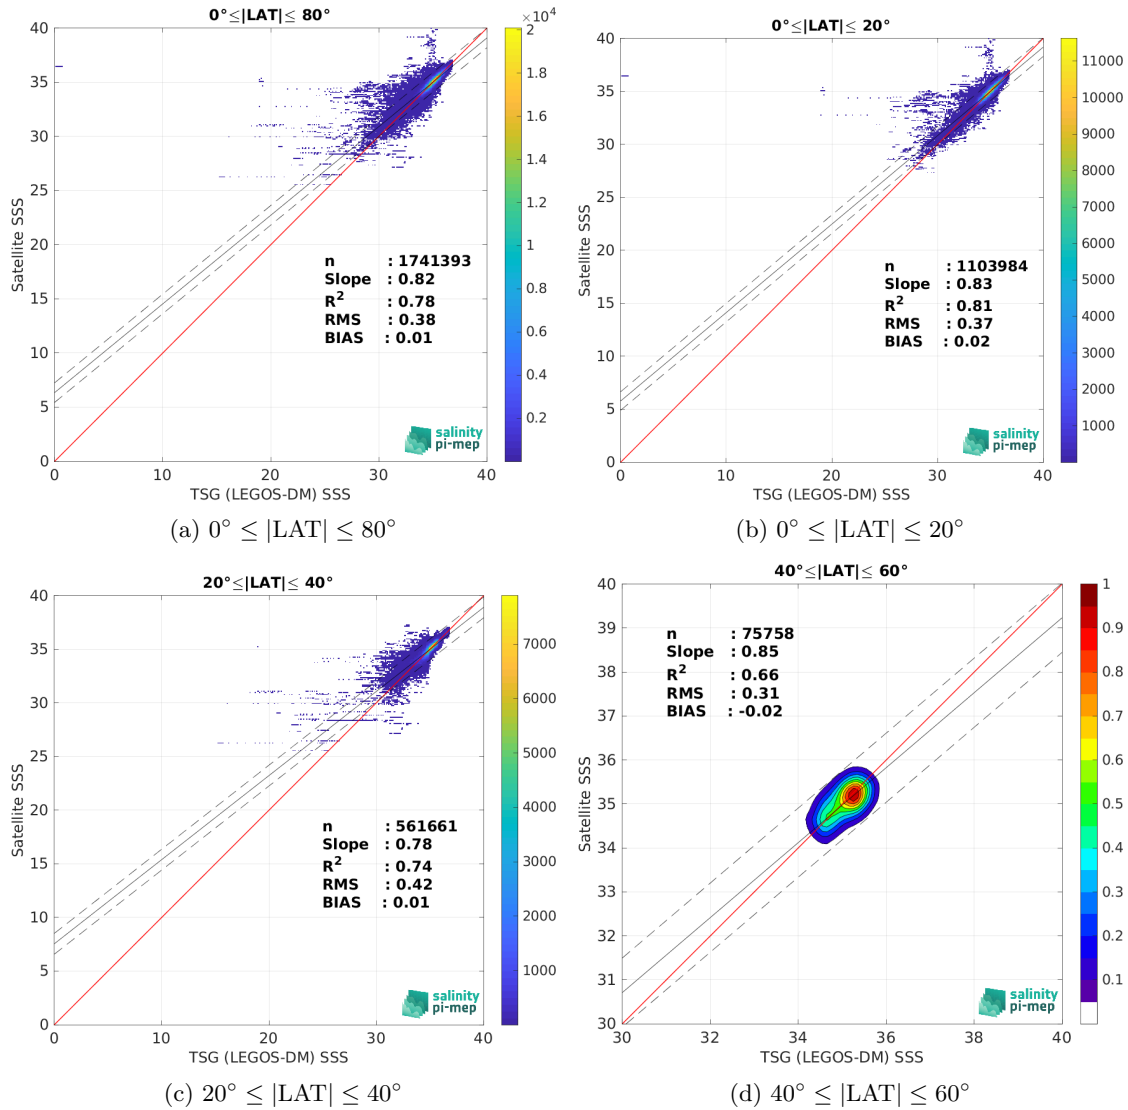 0°≤|LAT|≤ 80°
×10⁴
40
35
30
25
20
15
10
5
0
Satellite SSS
n : 1741393
Slope : 0.82
R² : 0.78
RMS : 0.38
BIAS : 0.01
salinity
pi-mep
0 10 20 30 40
TSG (LEGOS-DM) SSS
2
1.8
1.6
1.4
1.2
1
0.8
0.6
0.4
0.2
(a) 0° ≤ |LAT| ≤ 80°
0°≤|LAT|≤ 20°
40
35
30
25
20
15
10
5
0
Satellite SSS
n : 1103984
Slope : 0.83
R² : 0.81
RMS : 0.37
BIAS : 0.02
salinity
pi-mep
0 10 20 30 40
TSG (LEGOS-DM) SSS
11000
10000
9000
8000
7000
6000
5000
4000
3000
2000
1000
(b) 0° ≤ |LAT| ≤ 20°
20°≤|LAT|≤ 40°
40
35
30
25
20
15
10
5
0
Satellite SSS
n : 561661
Slope : 0.78
R² : 0.74
RMS : 0.42
BIAS : 0.01
salinity
pi-mep
0 10 20 30 40
TSG (LEGOS-DM) SSS
7000
6000
5000
4000
3000
2000
1000
(c) 20° ≤ |LAT| ≤ 40°
40°≤|LAT|≤ 60°
40
39
38
37
36
35
34
33
32
31
30
Satellite SSS
n : 75758
Slope : 0.85
R² : 0.66
RMS : 0.31
BIAS : -0.02
salinity
pi-mep
30 32 34 36 38 40
TSG (LEGOS-DM) SSS
1
0.9
0.8
0.7
0.6
0.5
0.4
0.3
0.2
0.1
(d) 40° ≤ |LAT| ≤ 60°